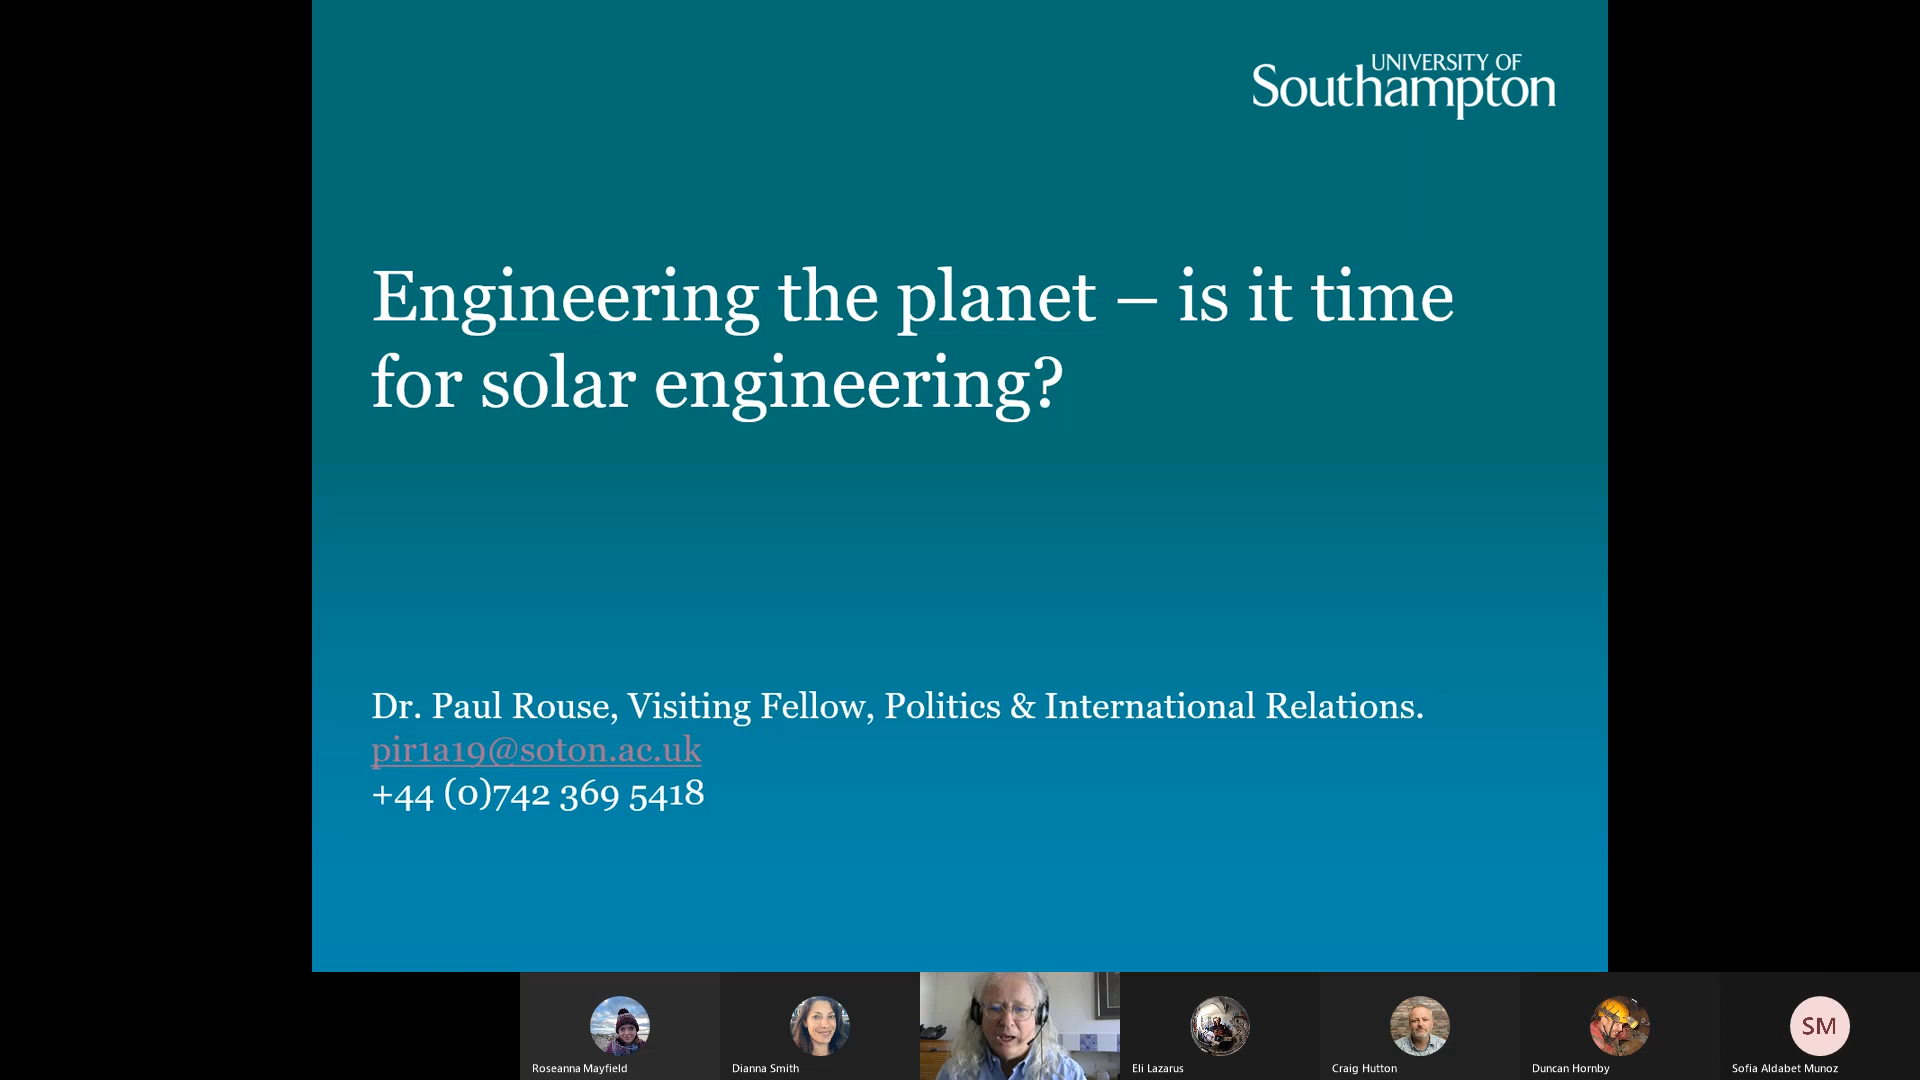 UNIVERSITY OF
Southampton
Engineering the planet – is it time
for solar engineering?
Dr. Paul Rouse, Visiting Fellow, Politics & International Relations.
pir1a19@soton.ac.uk
+44 (0)742 369 5418
SM
Roseanna Mayfield
Dianna Smith
Eli Lazarus
Craig Hutton
Duncan Hornby
Sofia Aldabet Munoz